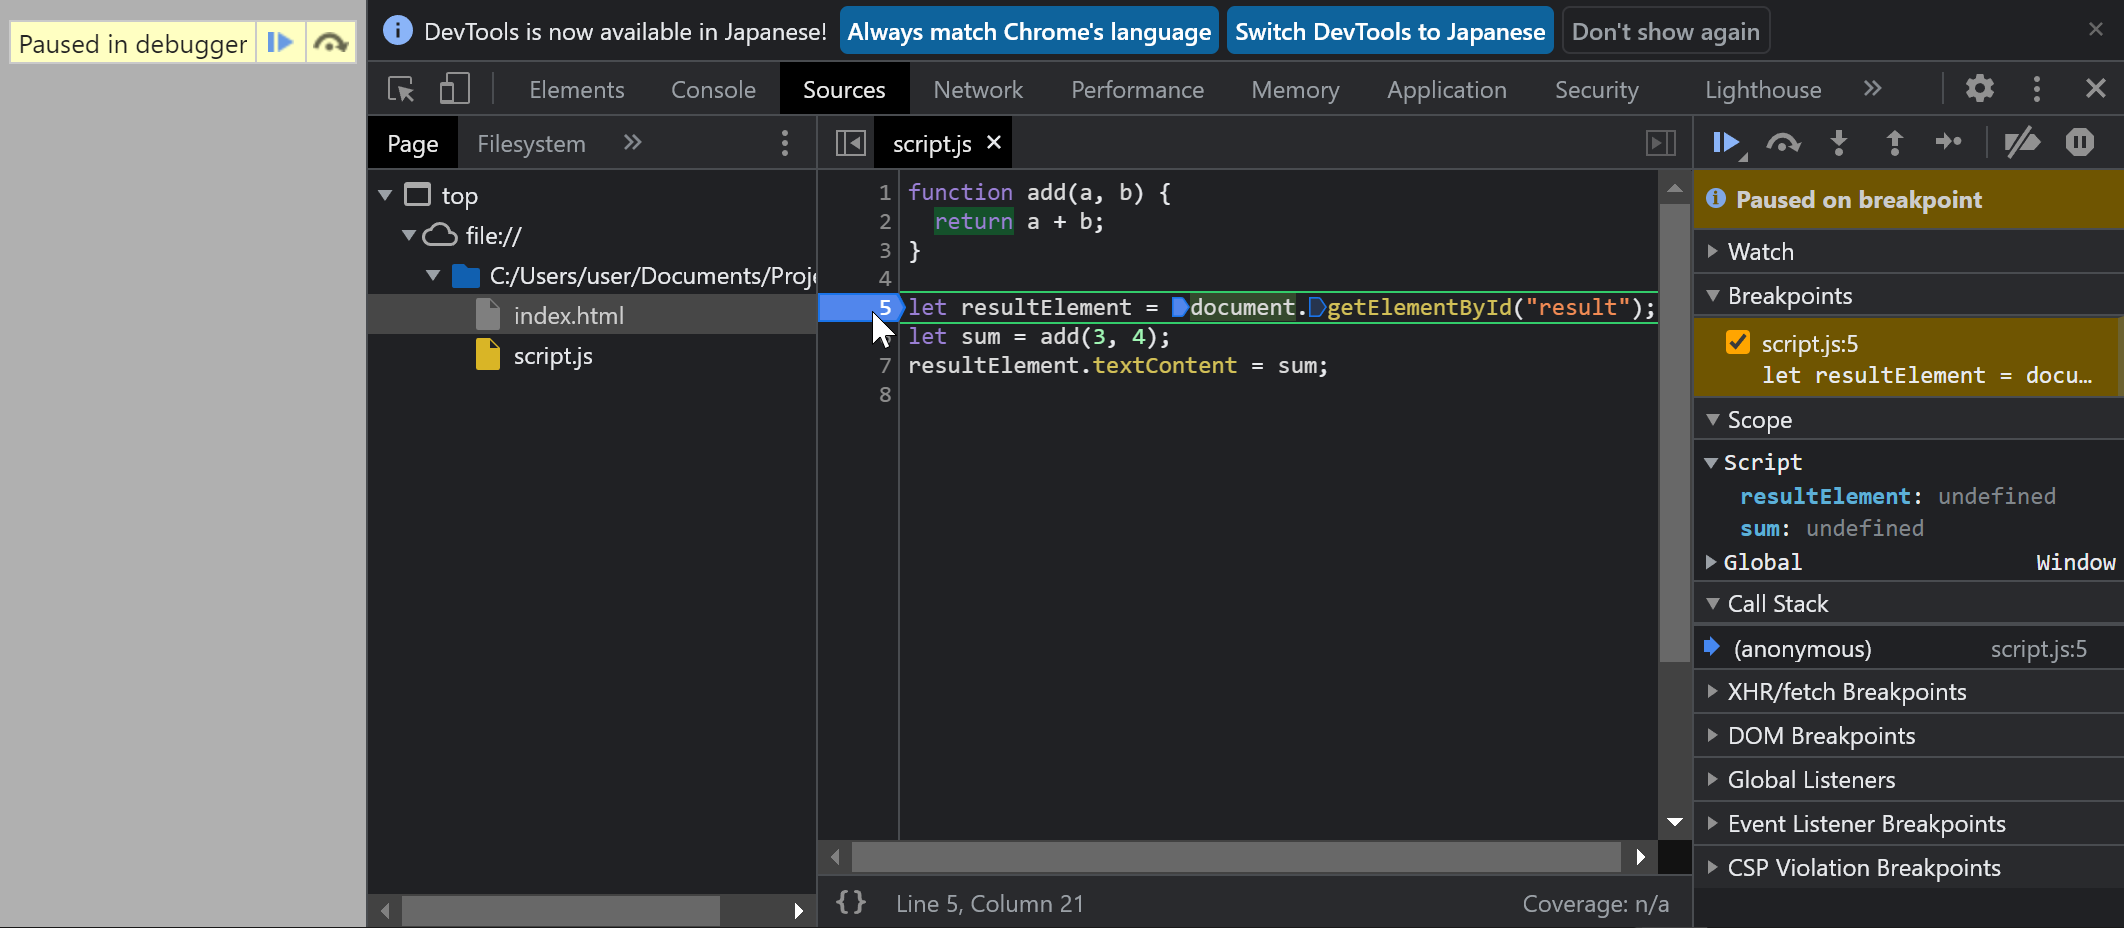 Paused in debugger
DevTools is now available in Japanese!
Always match Chrome's language
Switch DevTools to Japanese
Don't show again
Elements
Console
Sources
Network
Performance
Memory
Application
Security
Lighthouse
Page
Filesystem
top
file://
C:/Users/user/Documents/Proj
index.html
script.js
script.js
1 function add(a, b) {
2 return a + b;
3 }
4
5 let resultElement = document.getElementById("result");
let sum = add(3, 4);
7 resultElement.textContent = sum;
8
{} Line 5, Column 21
Coverage: n/a
Paused on breakpoint
Watch
Breakpoints
script.js:5
let resultElement = docu…
Scope
Script
resultElement: undefined
sum: undefined
Global Window
Call Stack
(anonymous) script.js:5
XHR/fetch Breakpoints
DOM Breakpoints
Global Listeners
Event Listener Breakpoints
CSP Violation Breakpoints